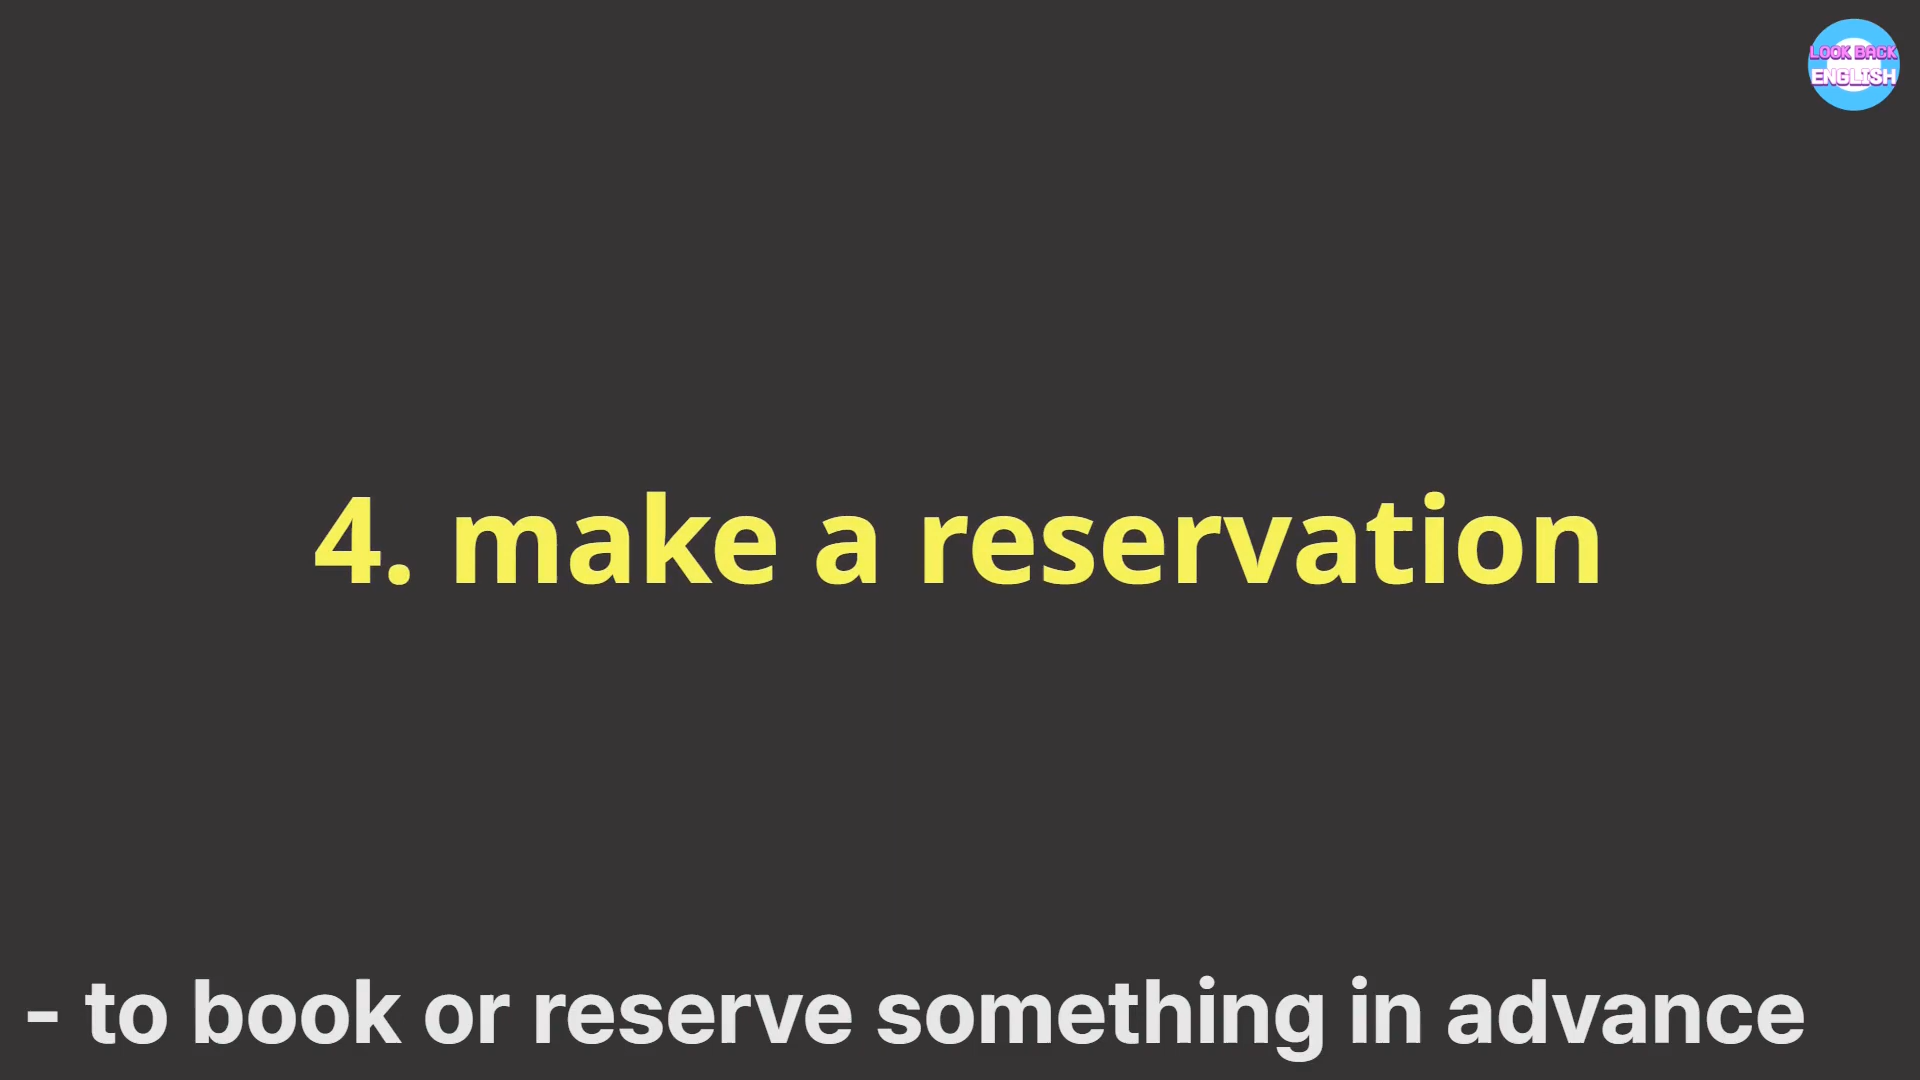 LOOK BACK
ENGLISH
4. make a reservation
- to book or reserve something in advance